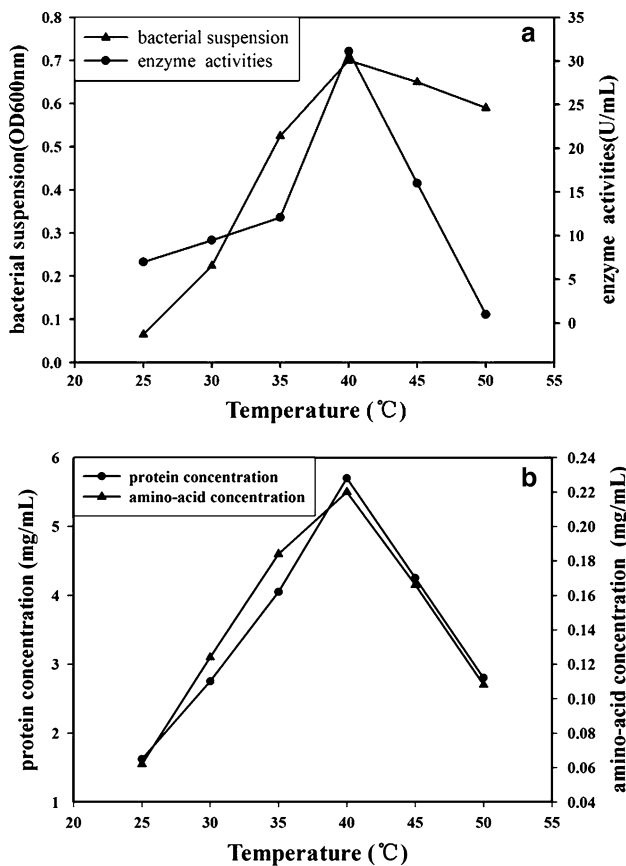 a
bacterial suspension
enzyme activities
bacterial suspension(OD600nm)
0.8
0.7
0.6
0.5
0.4
0.3
0.2
0.1
0.0
enzyme activities(U/mL)
35
30
25
20
15
10
5
0
20 25 30 35 40 45 50 55
Temperature (℃)
b
protein concentration
amino-acid concentration
protein concentration (mg/mL)
6
5
4
3
2
1
amino-acid concentration (mg/mL)
0.24
0.22
0.20
0.18
0.16
0.14
0.12
0.10
0.08
0.06
0.04
20 25 30 35 40 45 50 55
Temperature (℃)